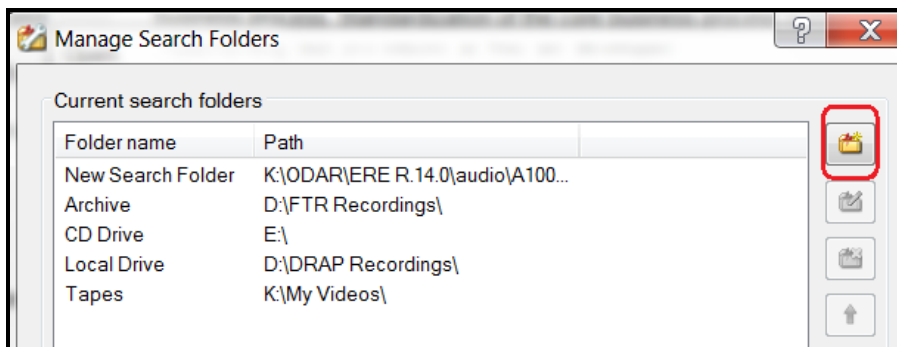 Manage Search Folders
Current search folders
Folder name Path
New Search Folder K:\ODAR\ERE R.14.0\audio\A100...
Archive D:\FTR Recordings\
CD Drive E:\
Local Drive D:\DRAP Recordings\
Tapes K:\My Videos\